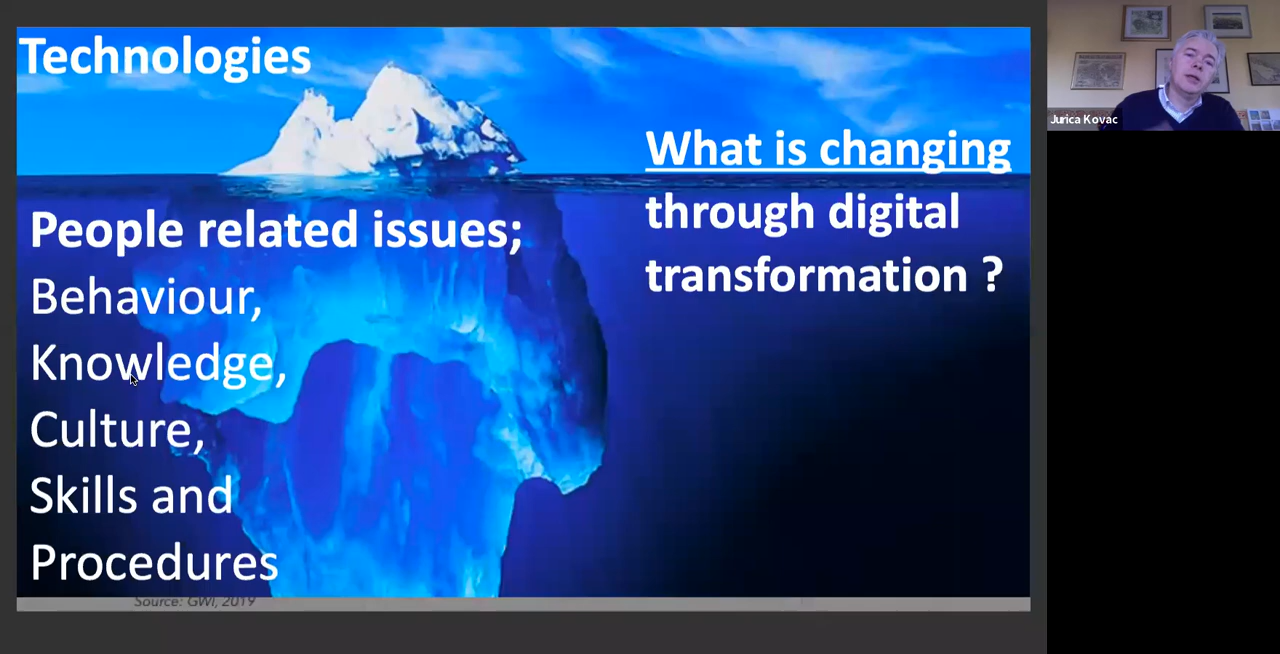 Technologies
What is changing
through digital
transformation ?
People related issues;
Behaviour,
Knowledge,
Culture,
Skills and
Procedures
Source: GWI, 2019
Jurica Kovac